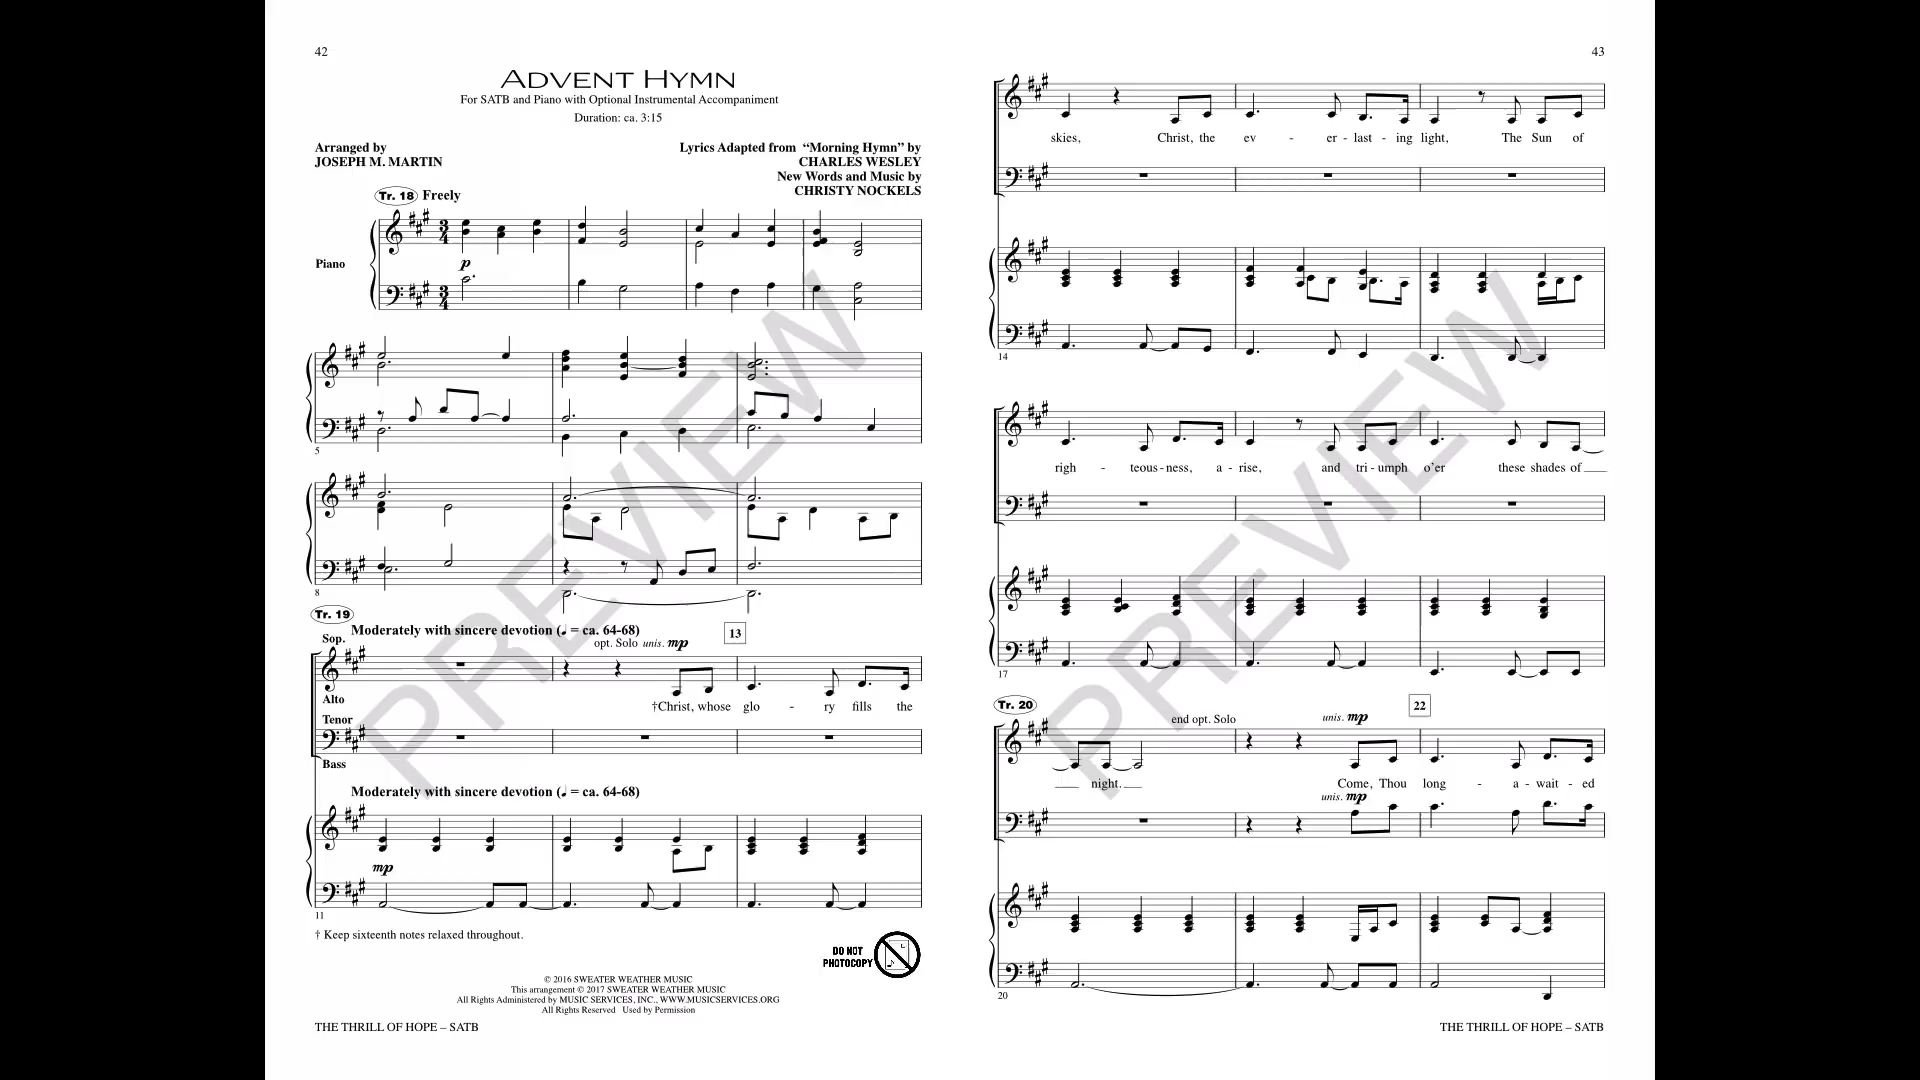 42
ADVENT HYMN
For SATB and Piano with Optional Instrumental Accompaniment
Duration: ca. 3:15
Arranged by
JOSEPH M. MARTIN
Lyrics Adapted from “Morning Hymn” by
CHARLES WESLEY
New Words and Music by
CHRISTY NOCKELS
Tr. 18 Freely
3 4
Piano
p
3 4
5
8
Tr. 19
Moderately with sincere devotion (♩ = ca. 64-68)
Sop.
opt. Solo unis. mp
13
Alto
†Christ, whose glo - ry fills the
Tenor
Bass
Moderately with sincere devotion (♩ = ca. 64-68)
mp
11
† Keep sixteenth notes relaxed throughout.
DO NOT
PHOTOCOPY
© 2016 SWEATER WEATHER MUSIC
This arrangement © 2017 SWEATER WEATHER MUSIC
All Rights Administered by MUSIC SERVICES, INC., WWW.MUSICSERVICES.ORG
All Rights Reserved Used by Permission
THE THRILL OF HOPE – SATB
PREVIEW
43
skies, Christ, the ev - er - last - ing light, The Sun of
14
righ - teous - ness, a - rise, and tri - umph o’er these shades of
17
Tr. 20
end opt. Solo
unis. mp
22
night. Come, Thou long - a - wait - ed
unis. mp
20
THE THRILL OF HOPE – SATB
PREVIEW